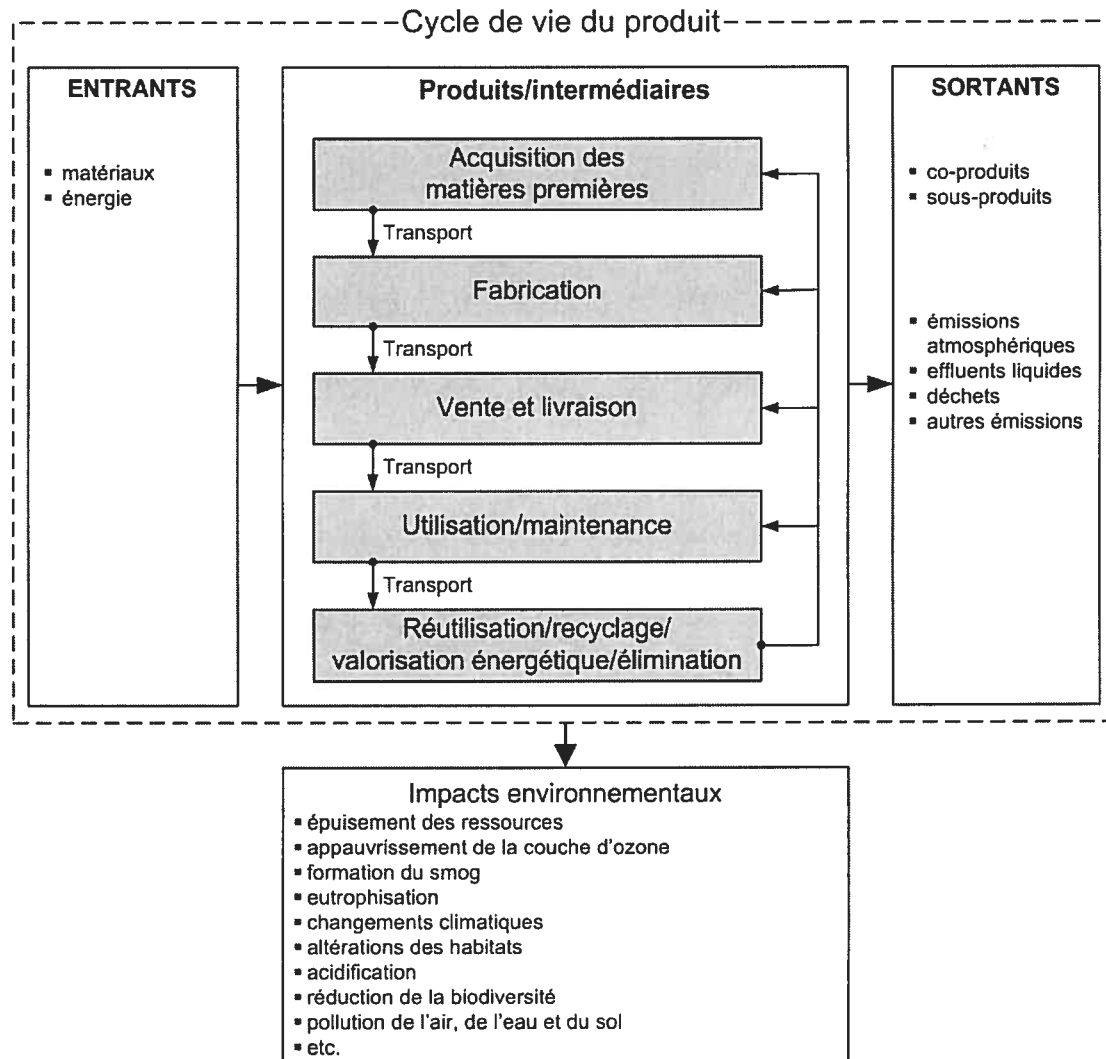 Cycle de vie du produit
ENTRANTS
▪ matériaux
▪ énergie
Produits/intermédiaires
Acquisition des
matières premières
Transport
Fabrication
Transport
Vente et livraison
Transport
Utilisation/maintenance
Transport
Réutilisation/recyclage/
valorisation énergétique/élimination
SORTANTS
▪ co-produits
▪ sous-produits
▪ émissions
atmosphériques
▪ effluents liquides
▪ déchets
▪ autres émissions
Impacts environnementaux
▪ épuisement des ressources
▪ appauvrissement de la couche d'ozone
▪ formation du smog
▪ eutrophisation
▪ changements climatiques
▪ altérations des habitats
▪ acidification
▪ réduction de la biodiversité
▪ pollution de l'air, de l'eau et du sol
▪ etc.